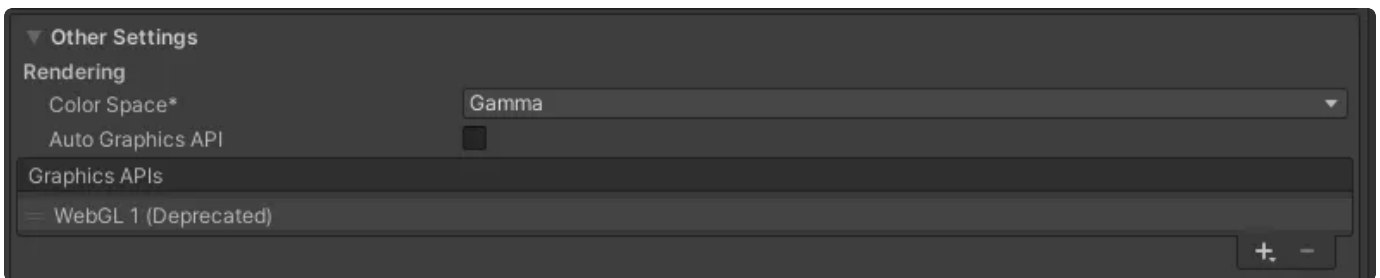 Other Settings
Rendering
Color Space* Gamma
Auto Graphics API
Graphics APIs
WebGL 1 (Deprecated)